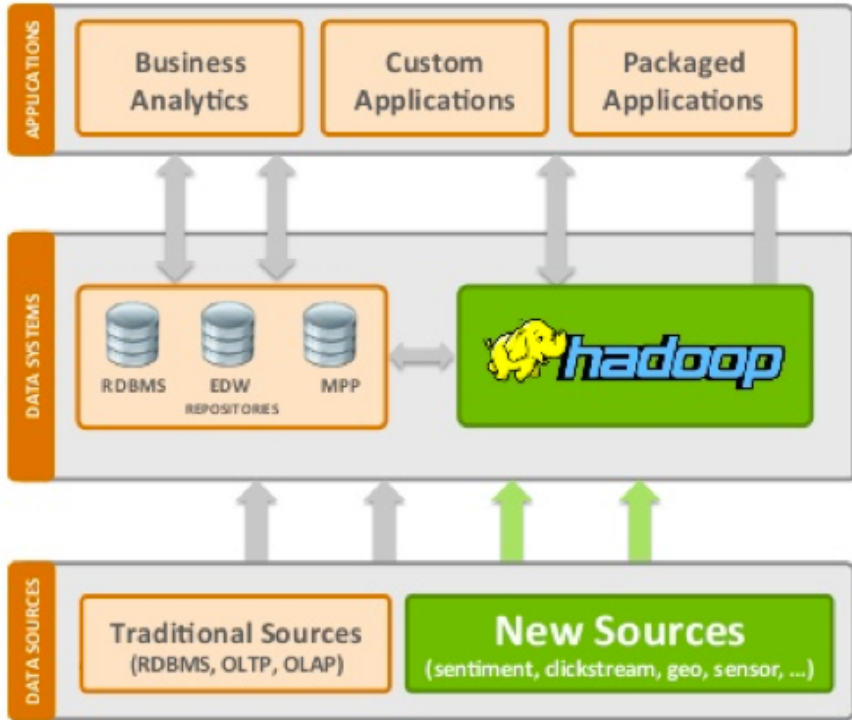 APPLICATIONS
Business
Analytics
Custom
Applications
Packaged
Applications
DATA SYSTEMS
RDBMS
EDW
MPP
REPOSITORIES
hadoop
DATA SOURCES
Traditional Sources
(RDBMS, OLTP, OLAP)
New Sources
(sentiment, clickstream, geo, sensor, ...)